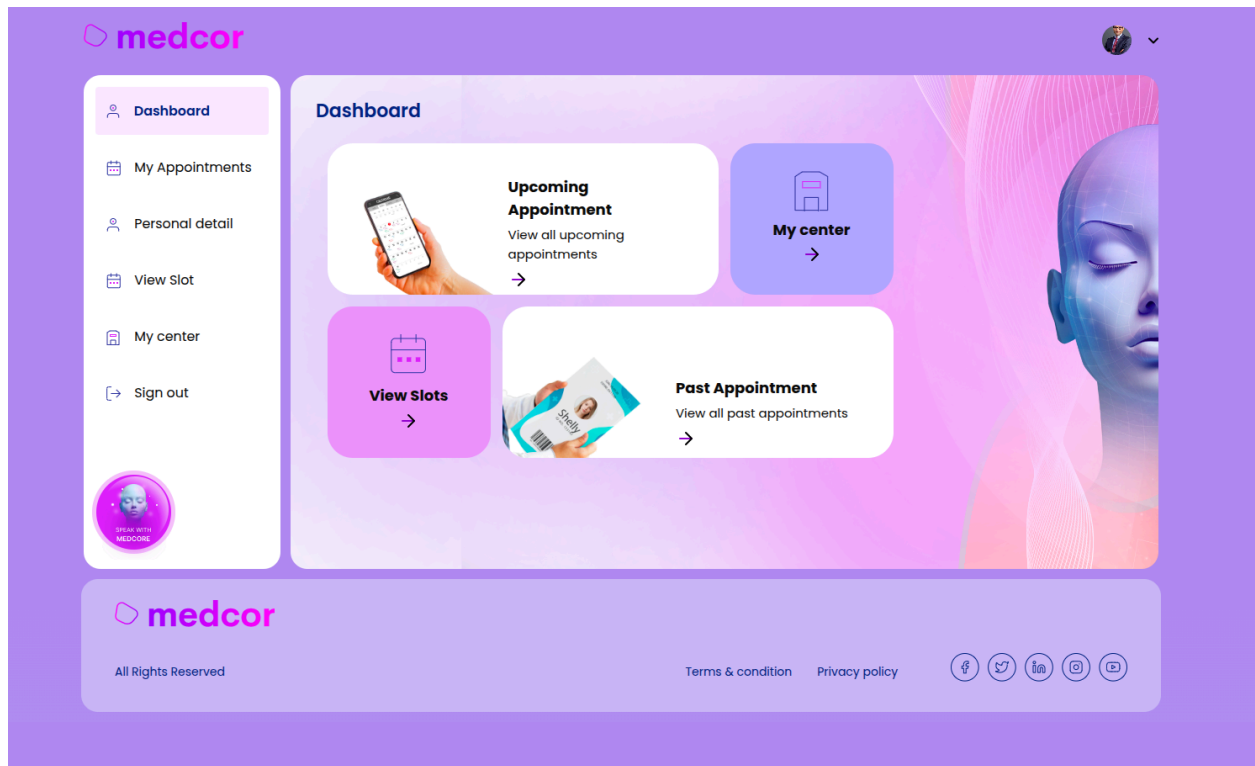 medcor
Dashboard
My Appointments
Personal detail
View Slot
My center
Sign out
SPEAK WITH
MEDCORE
Dashboard
Upcoming
Appointment
View all upcoming
appointments
My center
View Slots
Shelly
Past Appointment
View all past appointments
medcor
All Rights Reserved
Terms & condition
Privacy policy